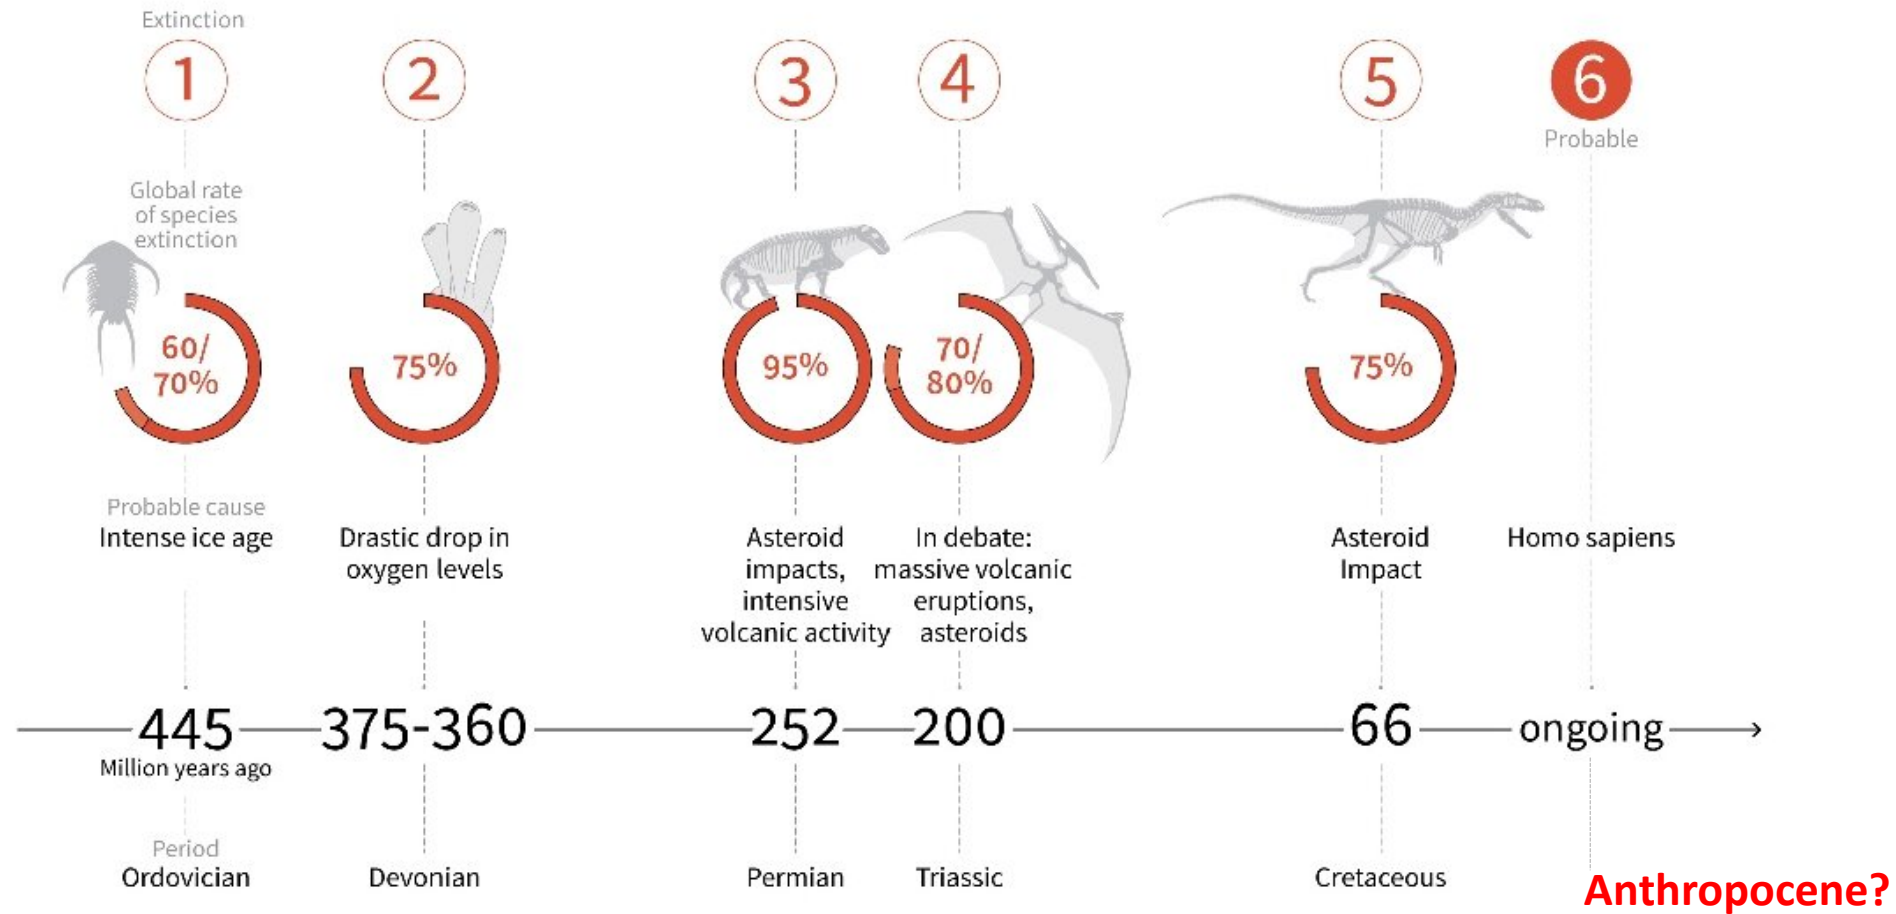 Extinction
1
2
3
4
5
6
Probable
Global rate
of species
extinction
60/
70%
75%
95%
70/
80%
75%
Probable cause
Intense ice age
Drastic drop in
oxygen levels
Asteroid
impacts,
intensive
volcanic activity
In debate:
massive volcanic
eruptions,
asteroids
Asteroid
Impact
Homo sapiens
445
Million years ago
375-360
252
200
66
ongoing
Period
Ordovician
Devonian
Permian
Triassic
Cretaceous
Anthropocene?